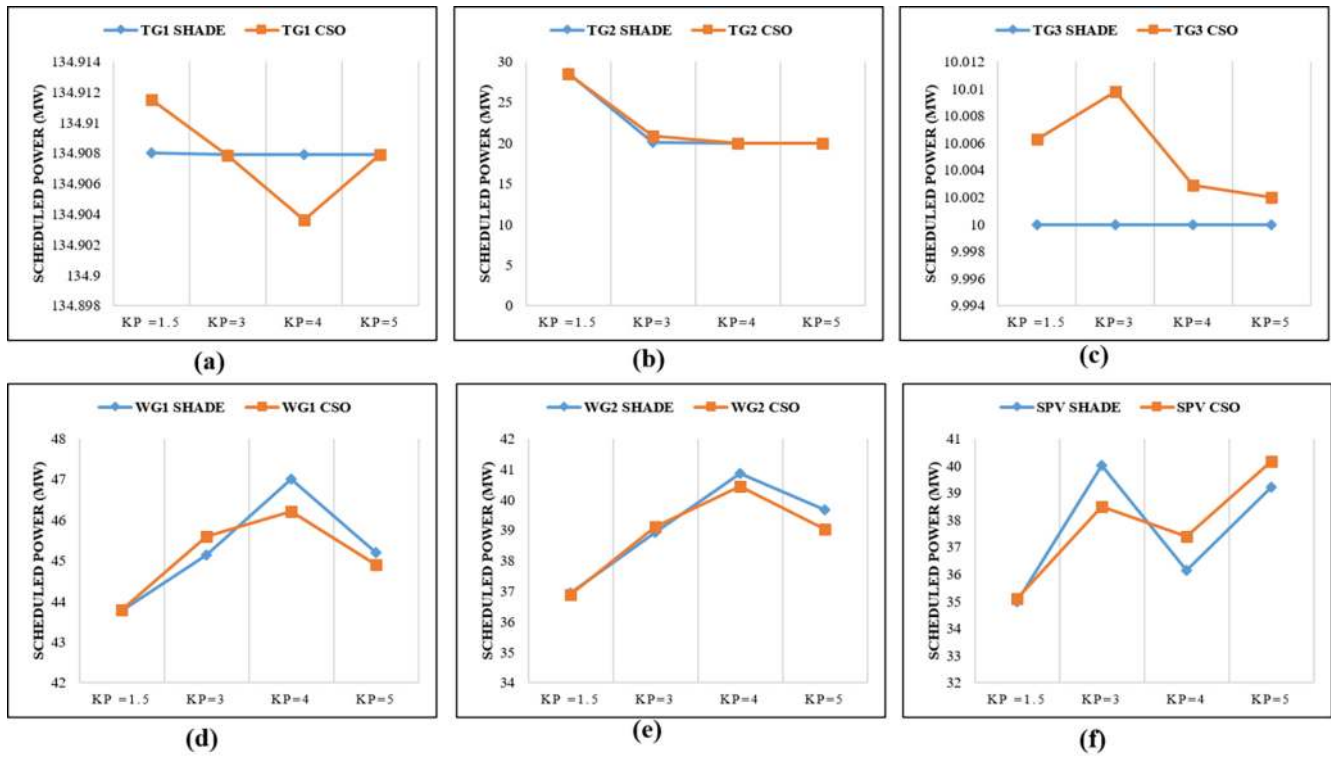 TG1 SHADE TG1 CSO
SCHEDULED POWER (MW)
134.914
134.912
134.91
134.908
134.906
134.904
134.902
134.9
134.898
KP =1.5 KP=3 KP=4 KP=5
(a)
TG2 SHADE TG2 CSO
SCHEDULED POWER (MW)
30
25
20
15
10
5
0
KP =1.5 KP=3 KP=4 KP=5
(b)
TG3 SHADE TG3 CSO
SCHEDULED POWER (MW)
10.012
10.01
10.008
10.006
10.004
10.002
10
9.998
9.996
9.994
KP =1.5 KP=3 KP=4 KP=5
(c)
WG1 SHADE WG1 CSO
SCHEDULED POWER (MW)
48
47
46
45
44
43
42
KP =1.5 KP=3 KP=4 KP=5
(d)
WG2 SHADE WG2 CSO
SCHEDULED POWER (MW)
42
41
40
39
38
37
36
35
34
KP =1.5 KP=3 KP=4 KP=5
(e)
SPV SHADE SPV CSO
SCHEDULED POWER (MW)
41
40
39
38
37
36
35
34
33
32
KP =1.5 KP=3 KP=4 KP=5
(f)